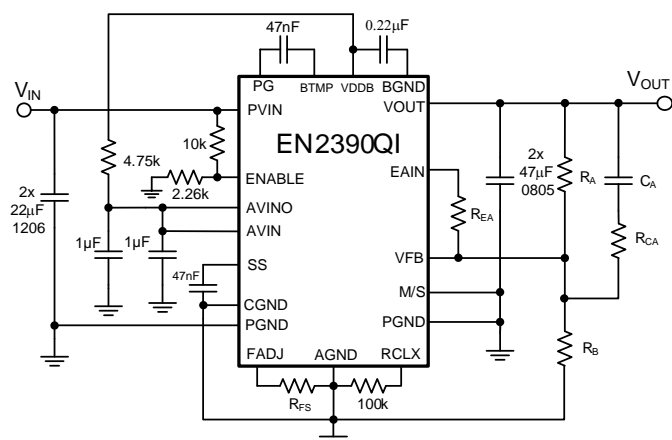 47nF
0.22µF
PG
BTMP
VDDB
BGND
VIN
PVIN
VOUT
VOUT
10k
EN2390QI
4.75k
2x
22µF
1206
2.26k
ENABLE
EAIN
2x
47µF
0805
RA
CA
REA
RCA
AVINO
AVIN
1µF
1µF
SS
VFB
47nF
CGND
M/S
PGND
PGND
RB
FADJ
AGND
RCLX
RFS
100k